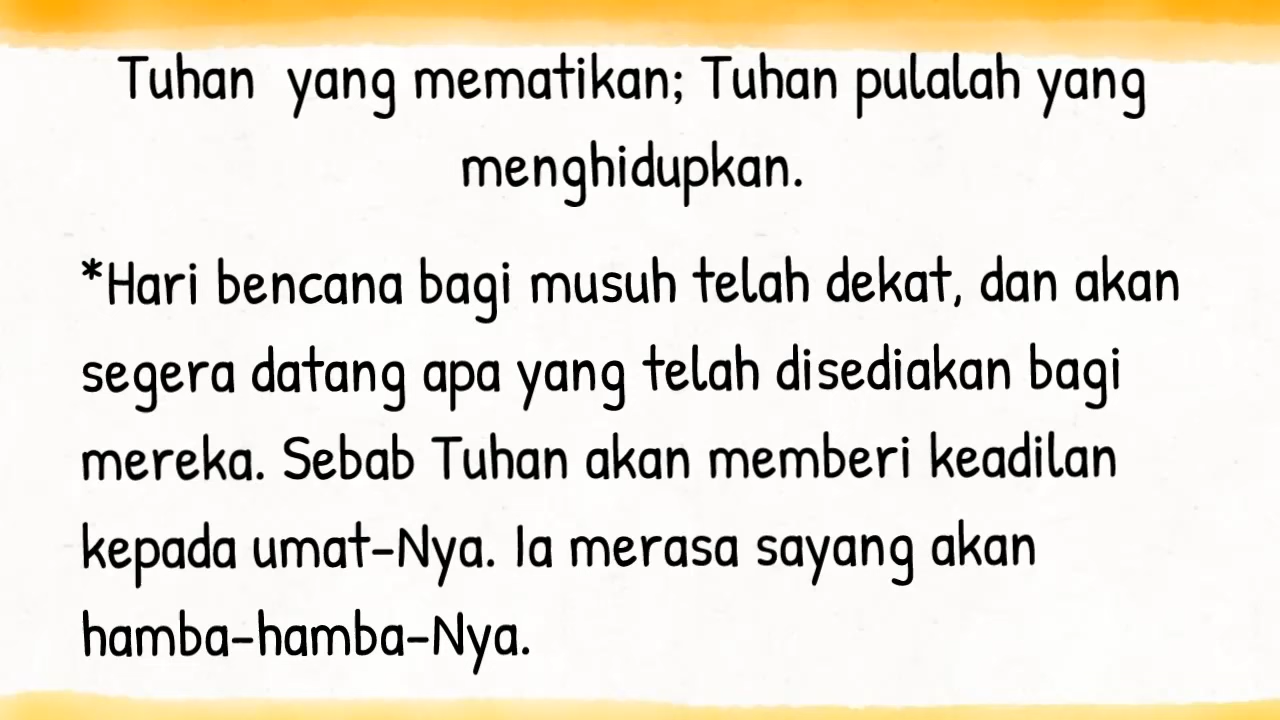 Tuhan yang mematikan; Tuhan pulalah yang
menghidupkan.
*Hari bencana bagi musuh telah dekat, dan akan
segera datang apa yang telah disediakan bagi
mereka. Sebab Tuhan akan memberi keadilan
kepada umat-Nya. Ia merasa sayang akan
hamba-hamba-Nya.